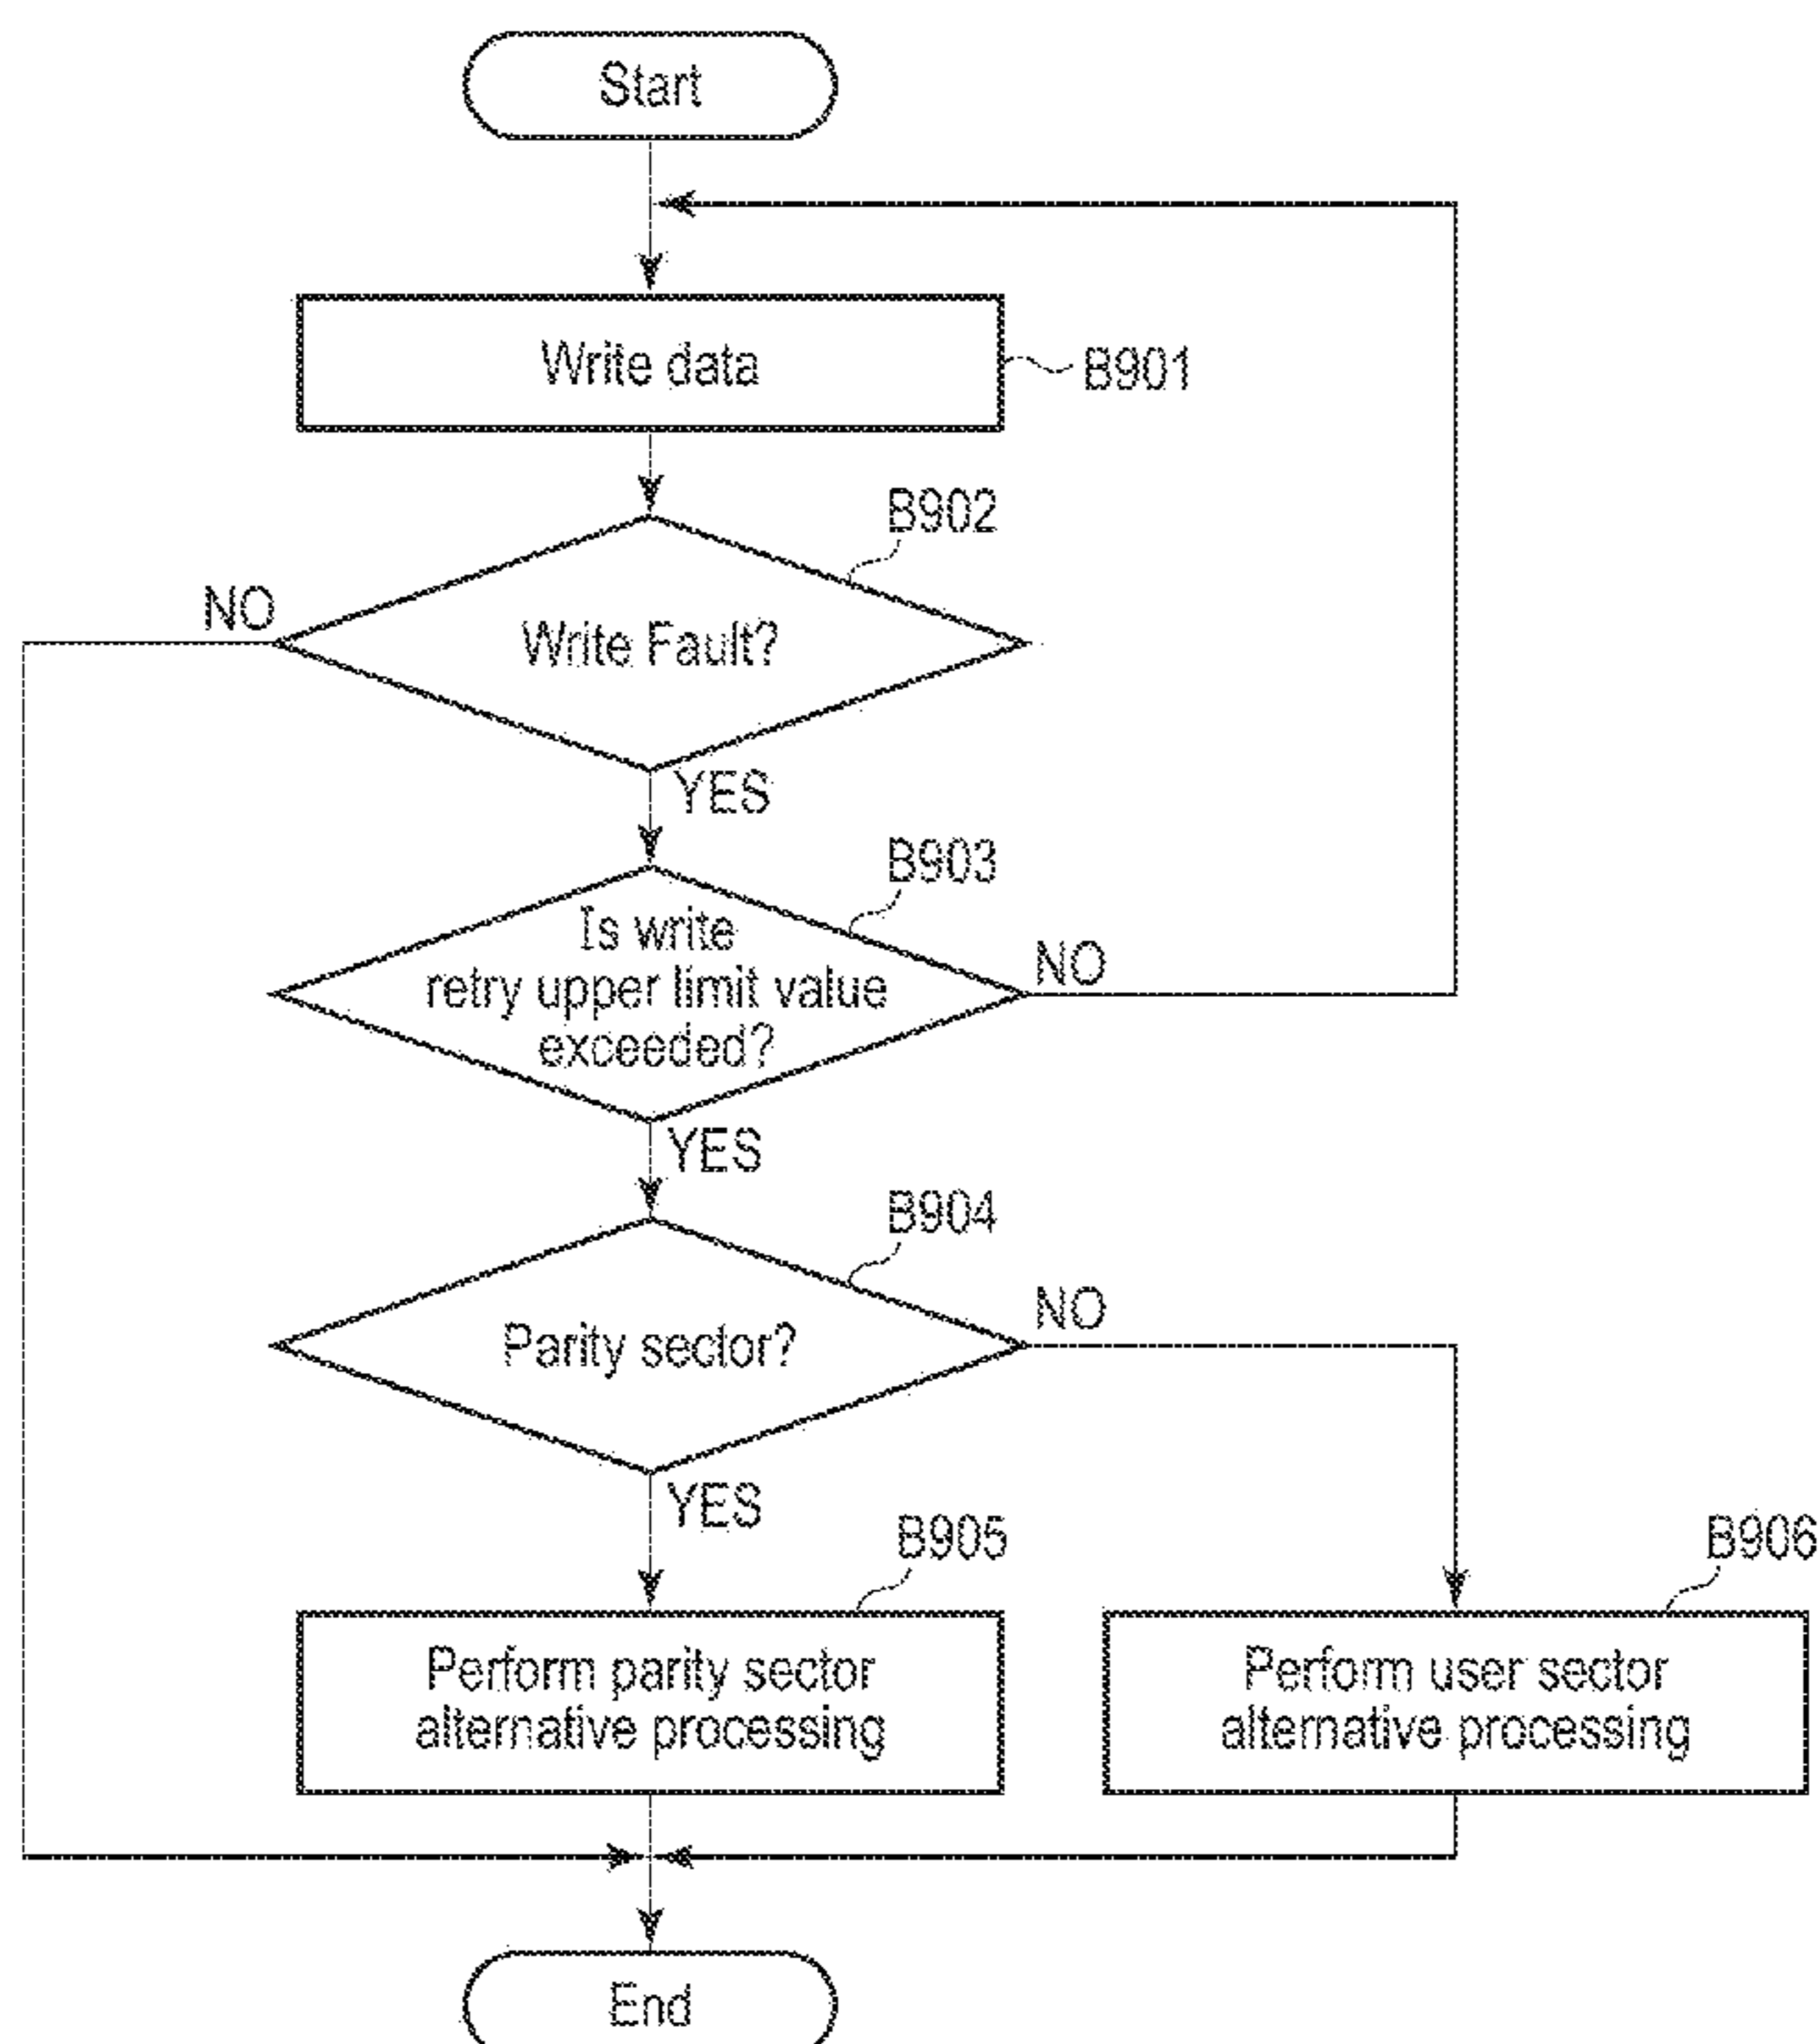 Start
Write data
B901
B902
NO
Write Fault?
YES
B903
Is write
retry upper limit value
exceeded?
NO
YES
B904
NO
Parity sector?
YES
B905
B906
Perform parity sector
alternative processing
Perform user sector
alternative processing
End